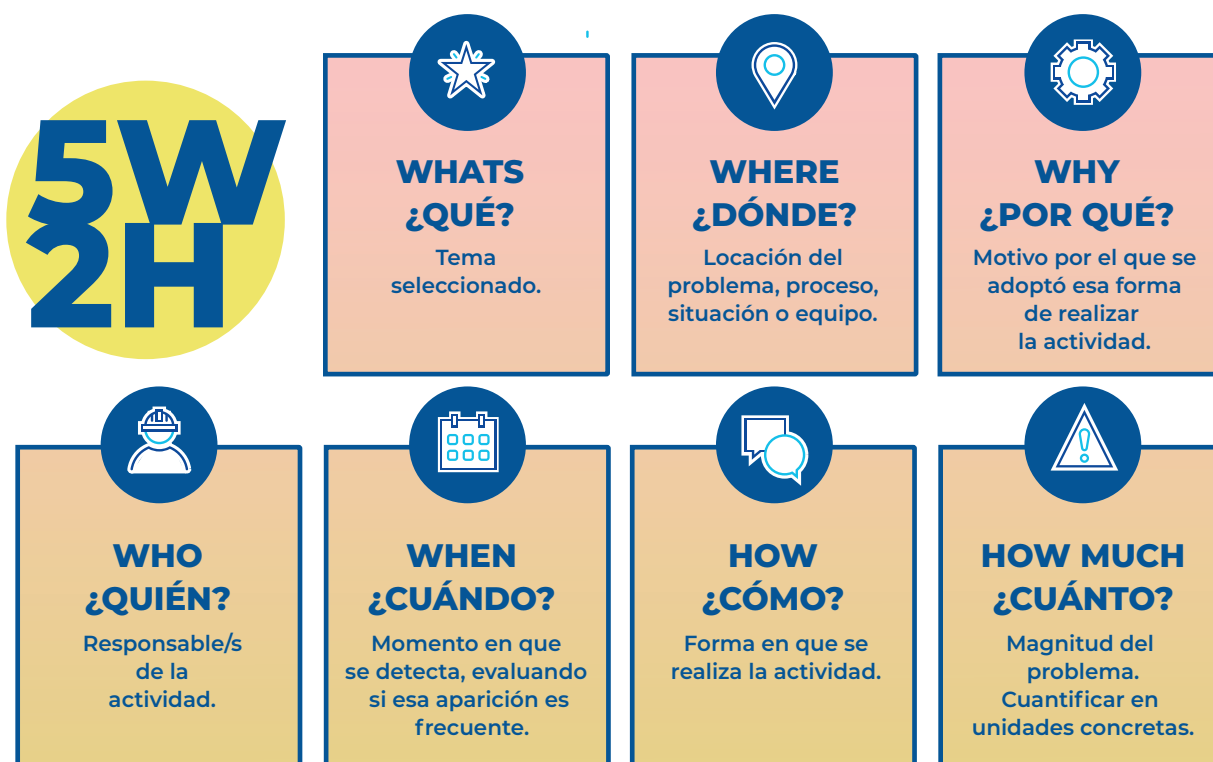 5W
2H
WHATS
¿QUÉ?
Tema
seleccionado.
WHERE
¿DÓNDE?
Locación del
problema, proceso,
situación o equipo.
WHY
¿POR QUÉ?
Motivo por el que se
adoptó esa forma
de realizar
la actividad.
WHO
¿QUIÉN?
Responsable/s
de la
actividad.
WHEN
¿CUÁNDO?
Momento en que
se detecta, evaluando
si esa aparición es
frecuente.
HOW
¿CÓMO?
Forma en que se
realiza la actividad.
HOW MUCH
¿CUÁNTO?
Magnitud del
problema.
Cuantificar en
unidades concretas.